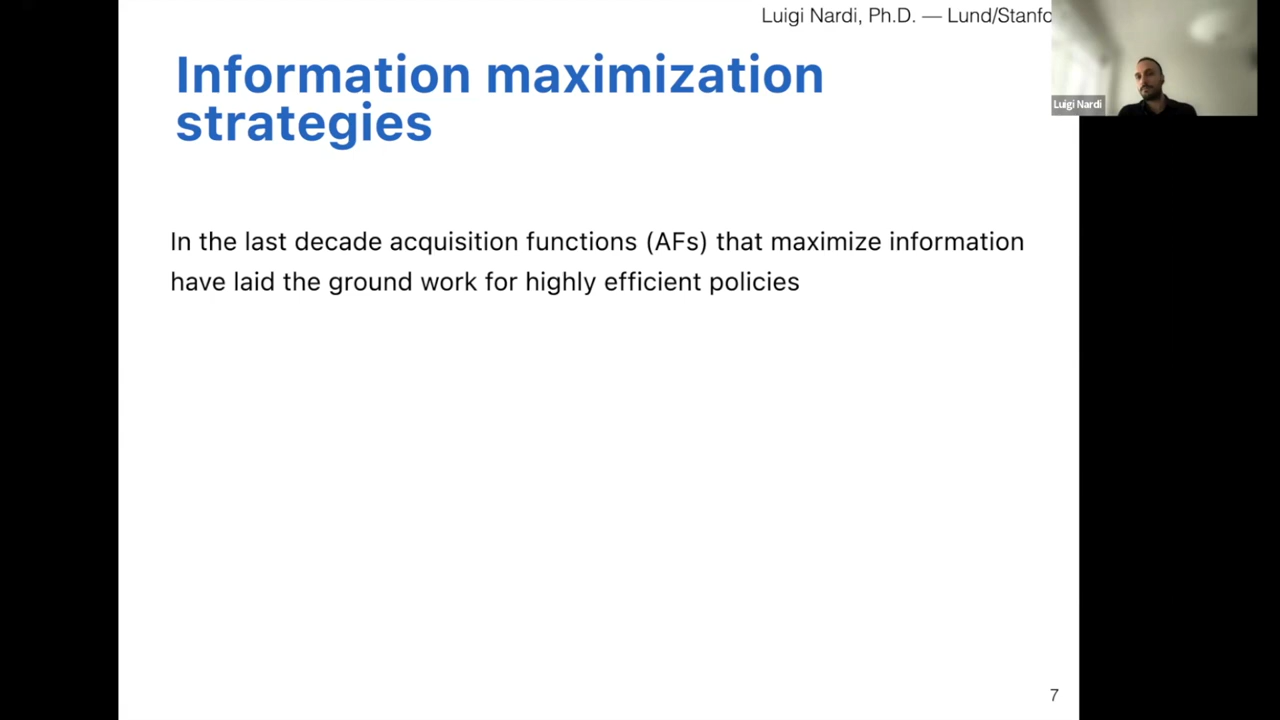 Luigi Nardi, Ph.D. — Lund/Stanfo
Luigi Nardi
Information maximization
strategies
In the last decade acquisition functions (AFs) that maximize information
have laid the ground work for highly efficient policies
7